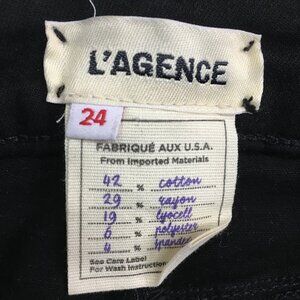 L'AGENCE
24
FABRIQUÉ AUX U.S.A.
From Imported Materials
42 % cotton
29 % rayon
19 % lyocell
6 % polyester
4 % spandex
See Care Label
For Wash Instruction